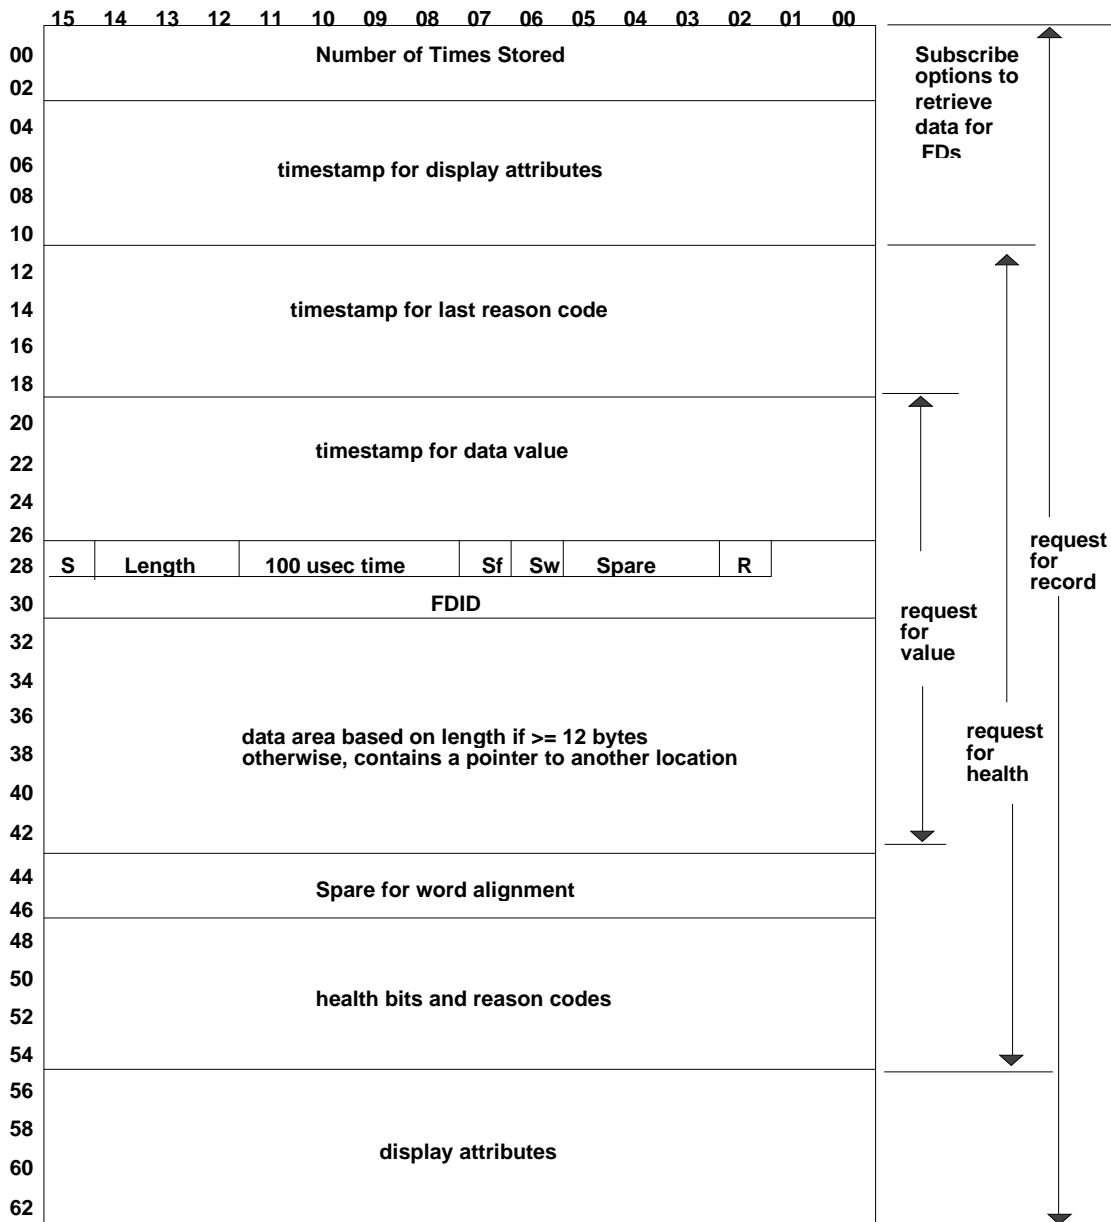 15 14 13 12 11 10 09 08 07 06 05 04 03 02 01 00
00
02
Number of Times Stored
04
06
08
10
timestamp for display attributes
12
14
16
18
timestamp for last reason code
20
22
24
26
timestamp for data value
28 S Length 100 usec time Sf Sw Spare R
30 FDID
32
34
36
38
40
42
data area based on length if >= 12 bytes
otherwise, contains a pointer to another location
44
46
Spare for word alignment
48
50
52
54
health bits and reason codes
56
58
60
62
display attributes
Subscribe
options to
retrieve
data for
FDs
request
for
value
request
for
health
request
for
record